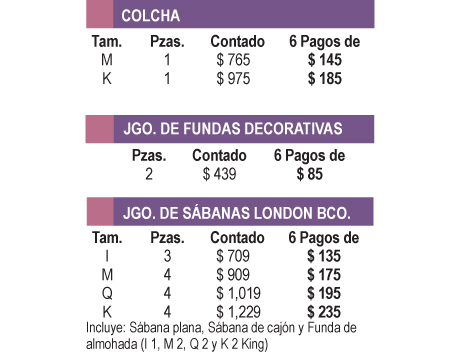 COLCHA
Tam. Pzas. Contado 6 Pagos de
M 1 $ 765 $ 145
K 1 $ 975 $ 185
JGO. DE FUNDAS DECORATIVAS
Pzas. Contado 6 Pagos de
2 $ 439 $ 85
JGO. DE SÁBANAS LONDON BCO.
Tam. Pzas. Contado 6 Pagos de
I 3 $ 709 $ 135
M 4 $ 909 $ 175
Q 4 $ 1,019 $ 195
K 4 $ 1,229 $ 235
Incluye: Sábana plana, Sábana de cajón y Funda de
almohada (I 1, M 2, Q 2 y K 2 King)